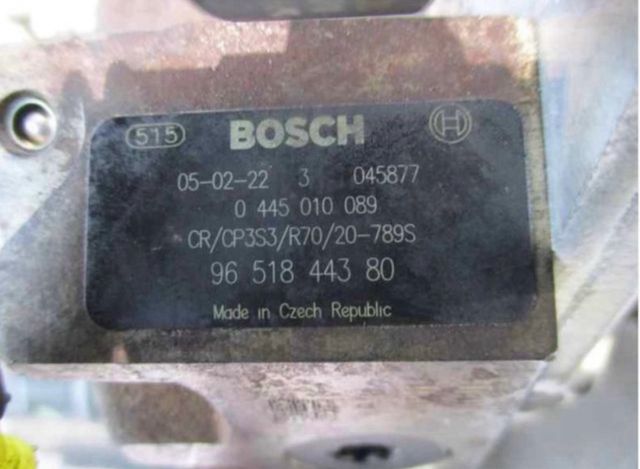 515 BOSCH
05-02-22 3 045877
0 445 010 089
CR/CP3S3/R70/20-789S
96 518 443 80
Made in Czech Republic